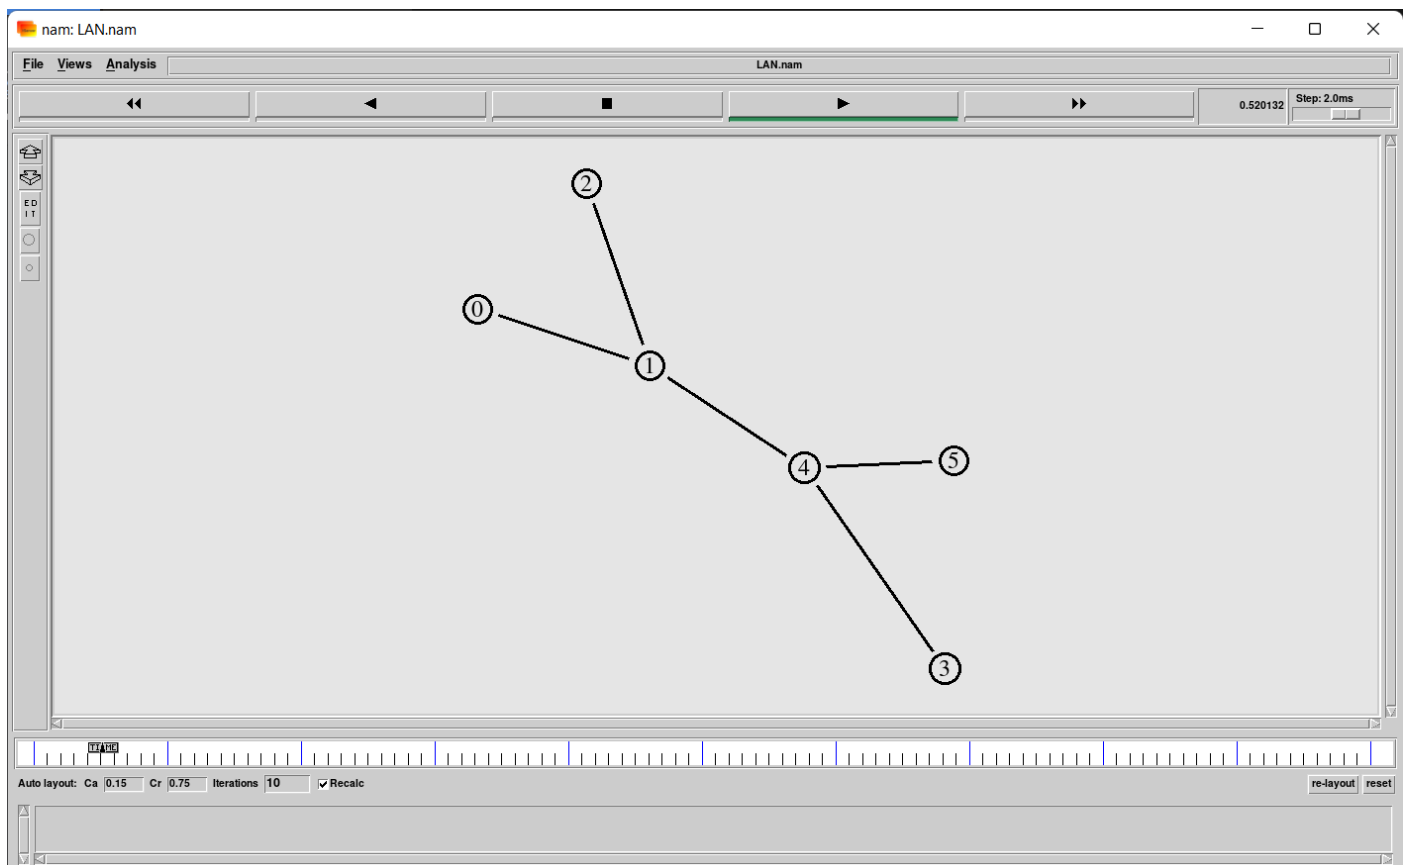 nam: LAN.nam
File Views Analysis LAN.nam
0.520132 Step: 2.0ms
ED
IT
2
0
1
4
5
3
TIME
Auto layout: Ca 0.15 Cr 0.75 Iterations 10 Recalc re-layout reset